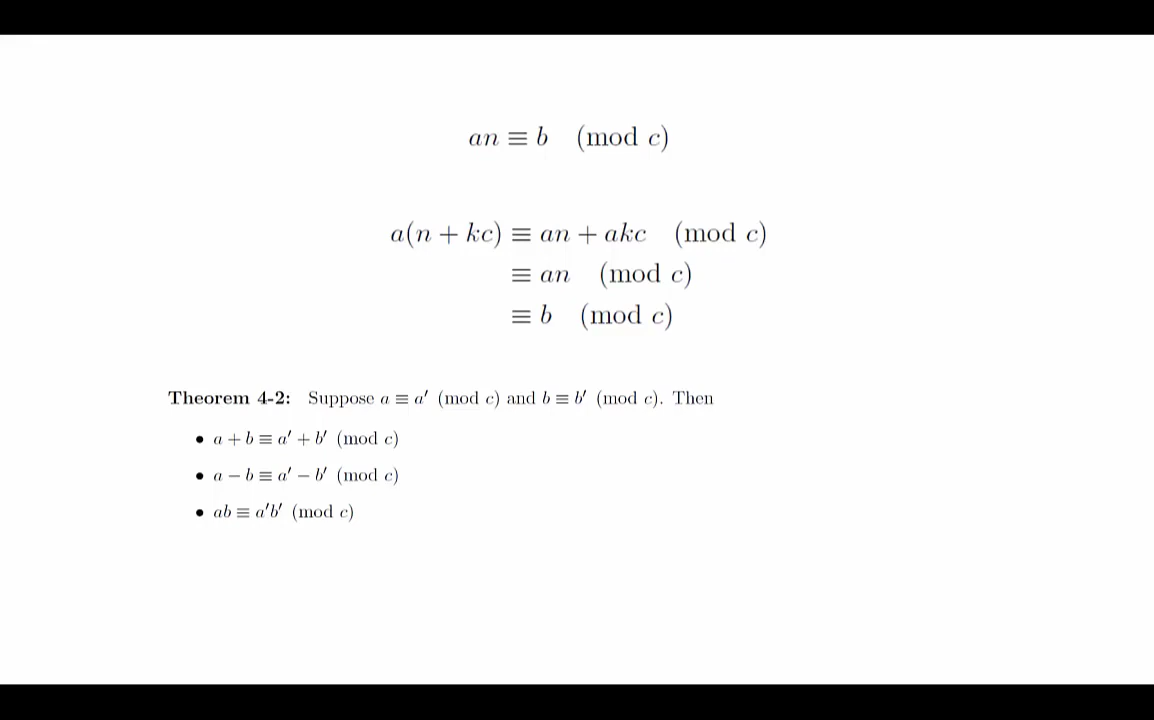 an ≡ b (mod c)
a(n + kc) ≡ an + akc (mod c)
≡ an (mod c)
≡ b (mod c)
Theorem 4-2: Suppose a ≡ a′ (mod c) and b ≡ b′ (mod c). Then
• a + b ≡ a′ + b′ (mod c)
• a − b ≡ a′ − b′ (mod c)
• ab ≡ a′b′ (mod c)